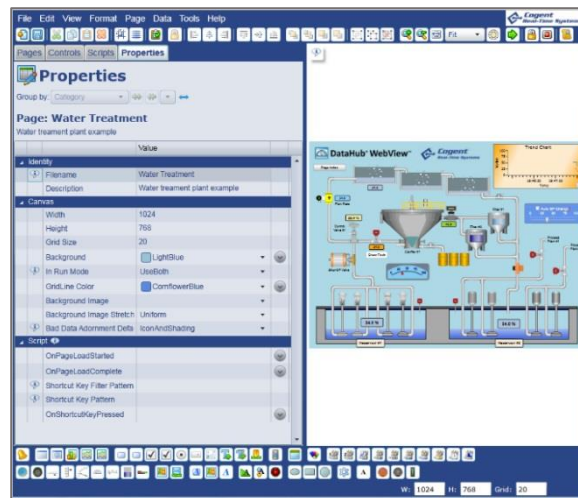 File Edit View Format Page Data Tools Help
Cogent
Real-Time Systems
Fit
Pages Controls Scripts Properties
Properties
Group by: Category
Page: Water Treatment
Water treament plant example
Value
Identity
Filename Water Treatment
Description Water treament plant example
Canvas
Width 1024
Height 768
Grid Size 20
Background LightBlue
In Run Mode UseBoth
GridLine Color CornflowerBlue
Background Image
Background Image Stretch Uniform
Bad Data Adornment Defa IconAndShading
Script
OnPageLoadStarted
OnPageLoadComplete
Shortcut Key Filter Pattern
Shortcut Key Pattern
OnShortcutKeyPressed
DataHub WebView
Cogent
Real-Time Systems
Trend Chart
W: 1024 H: 768 Grid: 20